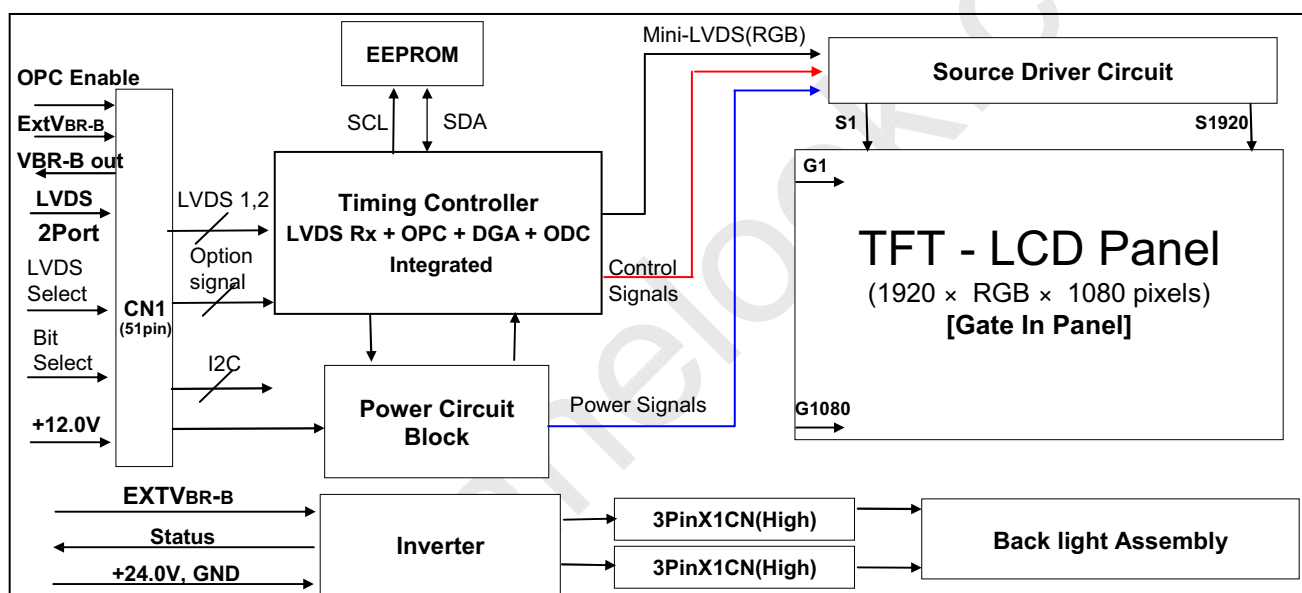 Mini-LVDS(RGB)
EEPROM
Source Driver Circuit
OPC Enable
SCL
SDA
S1
S1920
ExtVBR-B
VBR-B out
G1
LVDS
2Port
LVDS 1,2
Timing Controller
LVDS Rx + OPC + DGA + ODC
Integrated
TFT - LCD Panel
(1920 × RGB × 1080 pixels)
[Gate In Panel]
Option
signal
Control
Signals
LVDS
Select
CN1
(51pin)
Bit
Select
I2C
Power Circuit
Block
Power Signals
G1080
+12.0V
EXTVBR-B
Status
+24.0V, GND
Inverter
3PinX1CN(High)
3PinX1CN(High)
Back light Assembly